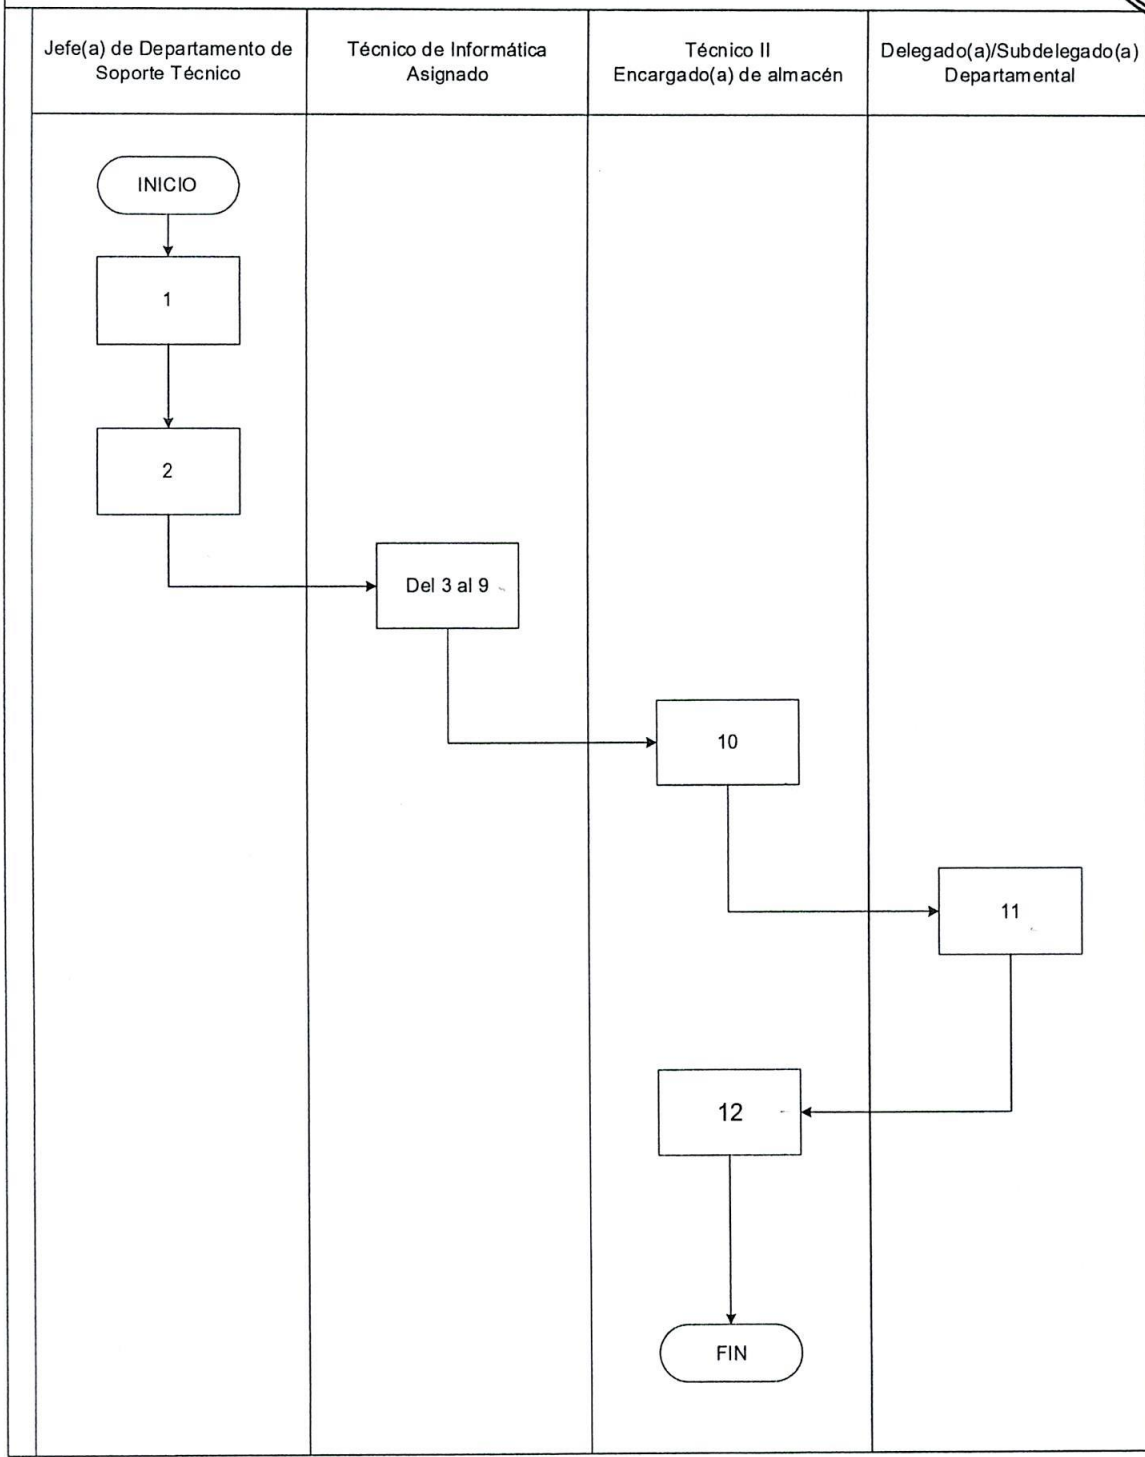 Jefe(a) de Departamento de
Soporte Técnico
Técnico de Informática
Asignado
Técnico II
Encargado(a) de almacén
Delegado(a)/Subdelegado(a)
Departamental
INICIO
1
2
Del 3 al 9
10
11
12
FIN